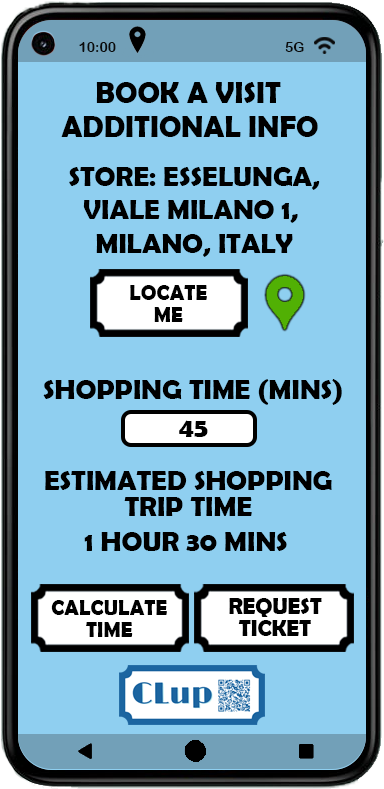 10:00 5G
BOOK A VISIT
ADDITIONAL INFO
STORE: ESSELUNGA,
VIALE MILANO 1,
MILANO, ITALY
LOCATE
ME
SHOPPING TIME (MINS)
45
ESTIMATED SHOPPING
TRIP TIME
1 HOUR 30 MINS
CALCULATE
TIME
REQUEST
TICKET
CLup